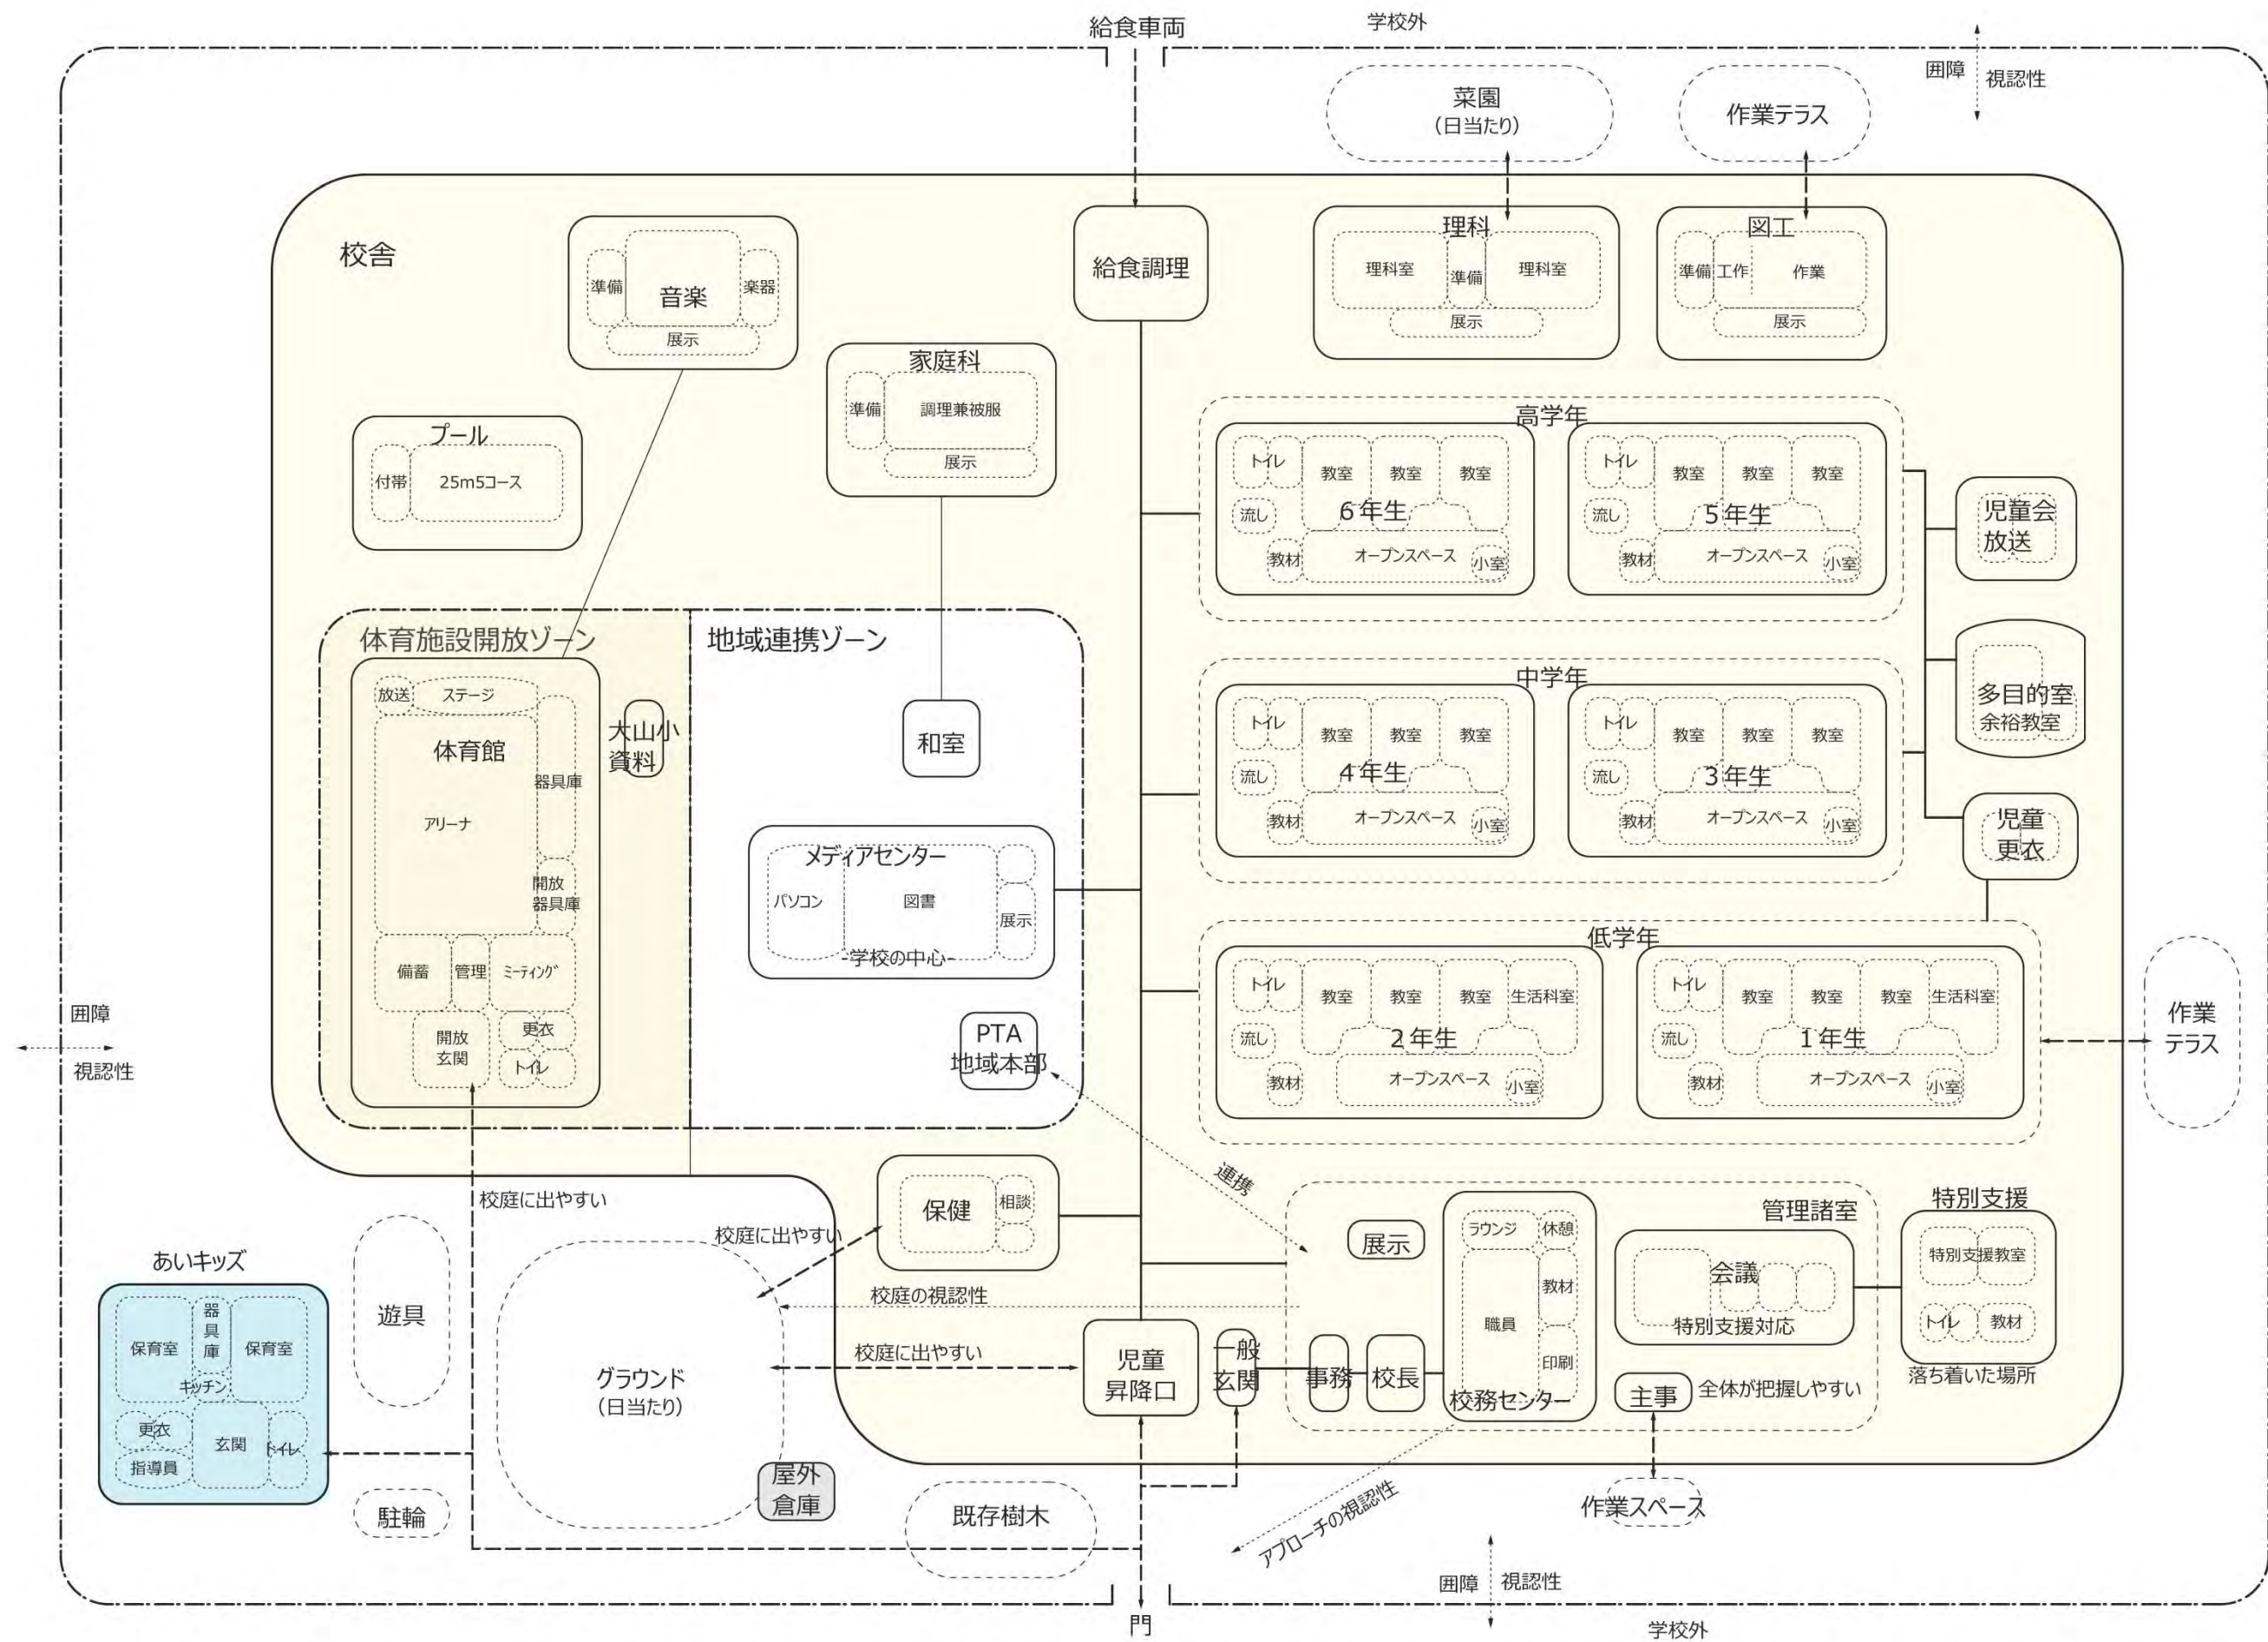 給食車両
学校外
囲障
視認性
菜園
(日当たり)
作業テラス
校舎
準備
音楽
楽器
展示
給食調理
理科
理科室
準備
理科室
展示
図工
準備
工作
作業
展示
家庭科
準備
調理兼被服
展示
プール
付帯
25m5コース
高学年
トイレ
教室
教室
教室
流し
6年生
教材
オープンスペース
小室
トイレ
教室
教室
教室
流し
5年生
教材
オープンスペース
小室
児童会
放送
体育施設開放ゾーン
地域連携ゾーン
放送
ステージ
体育館
器具庫
アリーナ
開放
器具庫
備蓄
管理
ミーティング
開放
玄関
更衣
トイレ
大山小
資料
和室
メディアセンター
パソコン
図書
展示
-学校の中心-
PTA
地域本部
中学年
トイレ
教室
教室
教室
流し
4年生
教材
オープンスペース
小室
トイレ
教室
教室
教室
流し
3年生
教材
オープンスペース
小室
多目的室
余裕教室
児童
更衣
低学年
トイレ
教室
教室
教室
生活科室
流し
2年生
教材
オープンスペース
小室
トイレ
教室
教室
教室
生活科室
流し
1年生
教材
オープンスペース
小室
作業
テラス
囲障
視認性
校庭に出やすい
校庭に出やすい
保健
相談
連携
校庭の視認性
校庭に出やすい
あいキッズ
保育室
器
具
庫
保育室
キッチン
更衣
玄関
トイレ
指導員
遊具
駐輪
グラウンド
(日当たり)
屋外
倉庫
既存樹木
児童
昇降口
一般
玄関
管理諸室
展示
ラウンジ
休憩
教材
職員
印刷
校務センター
事務
校長
会議
特別支援対応
主事
全体が把握しやすい
特別支援
特別支援教室
トイレ
教材
落ち着いた場所
作業スペース
アプローチの視認性
囲障
視認性
門
学校外